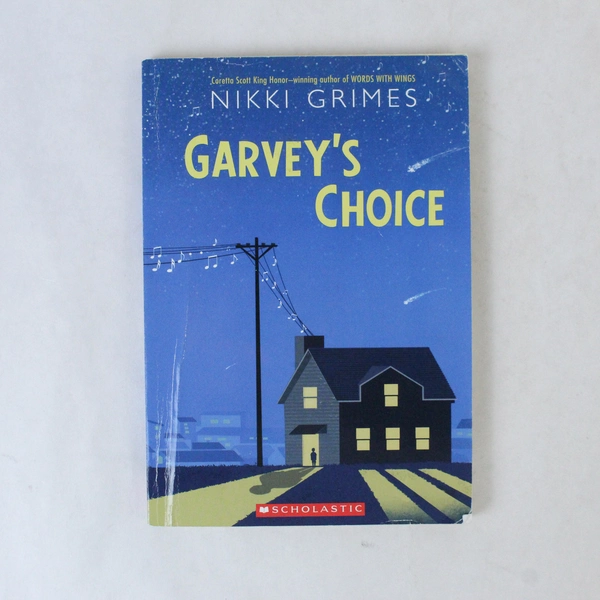 Coretta Scott King Honor–winning author of WORDS WITH WINGS
NIKKI GRIMES
GARVEY'S
CHOICE
SCHOLASTIC